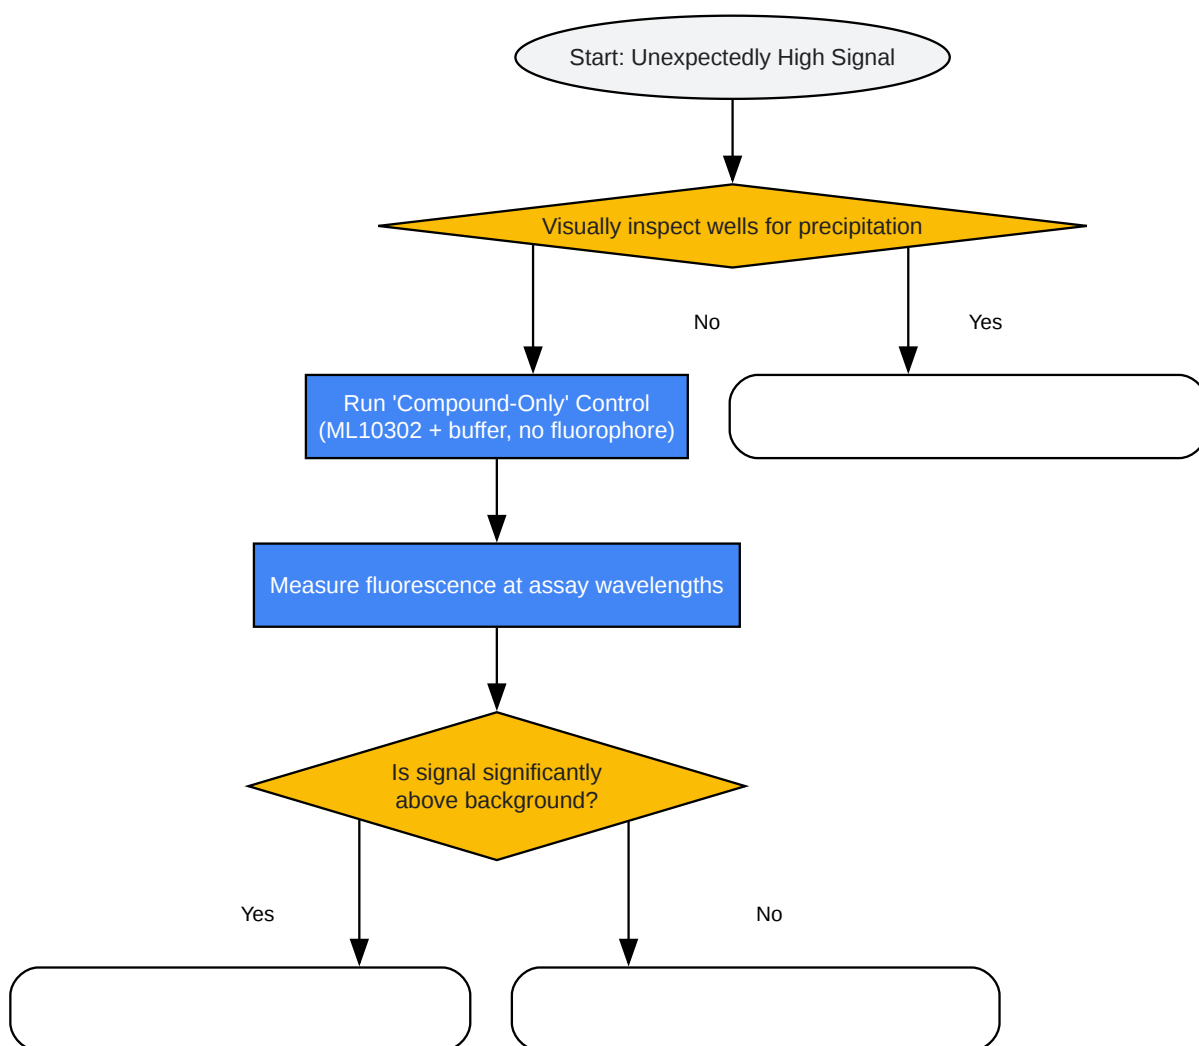 Start: Unexpectedly High Signal
Visually inspect wells for precipitation
No
Yes
Run 'Compound-Only' Control
(ML10302 + buffer, no fluorophore)
Measure fluorescence at assay wavelengths
Is signal significantly
above background?
Yes
No